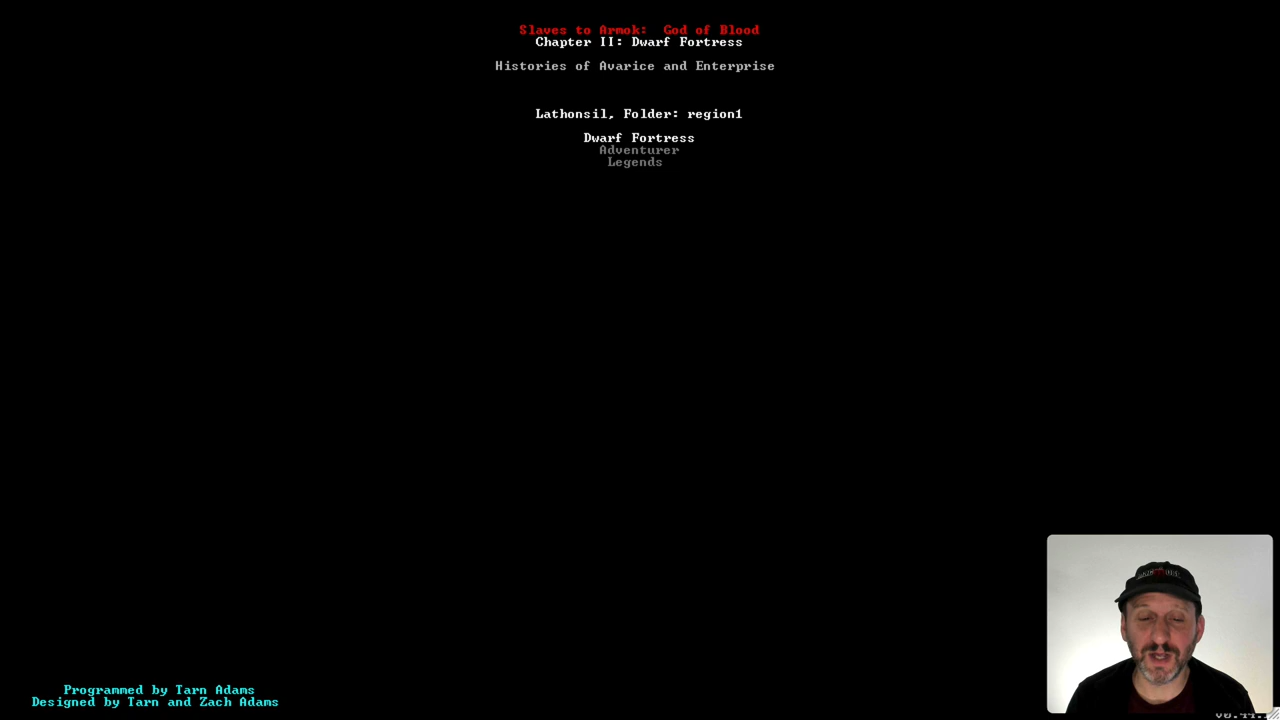 Slaves to Armok: God of Blood
Chapter II: Dwarf Fortress
Histories of Avarice and Enterprise
Lathonsil, Folder: region1
Dwarf Fortress
Adventurer
Legends
Programmed by Tarn Adams
Designed by Tarn and Zach Adams